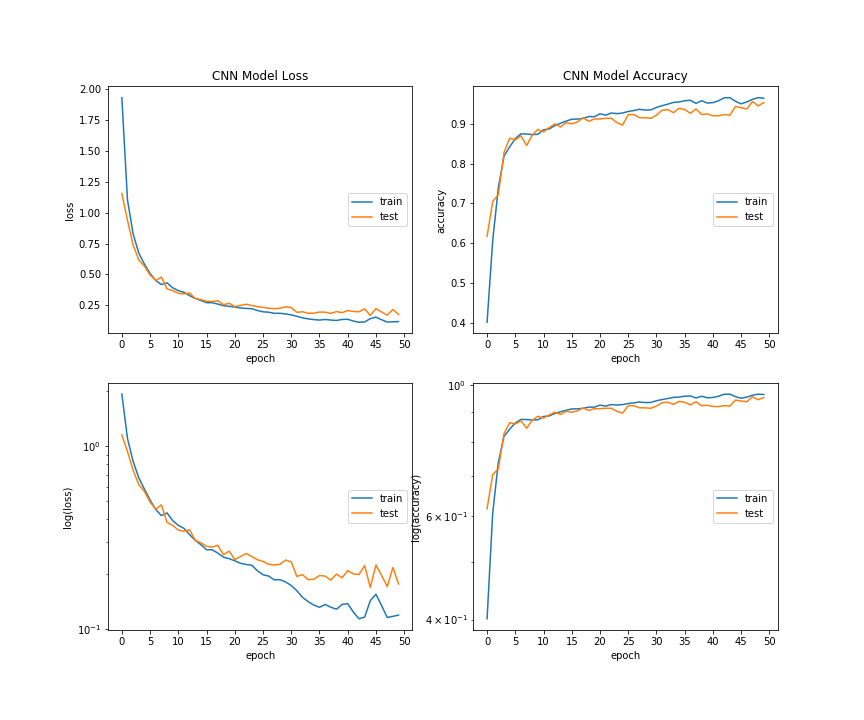 CNN Model Loss
2.00
1.75
1.50
1.25
1.00
0.75
0.50
0.25
loss
train
test
0 5 10 15 20 25 30 35 40 45 50
epoch
CNN Model Accuracy
0.9
0.8
0.7
0.6
0.5
0.4
accuracy
train
test
0 5 10 15 20 25 30 35 40 45 50
epoch
10⁰
10⁻¹
log(loss)
train
test
0 5 10 15 20 25 30 35 40 45 50
epoch
10⁰
6 × 10⁻¹
4 × 10⁻¹
log(accuracy)
train
test
0 5 10 15 20 25 30 35 40 45 50
epoch